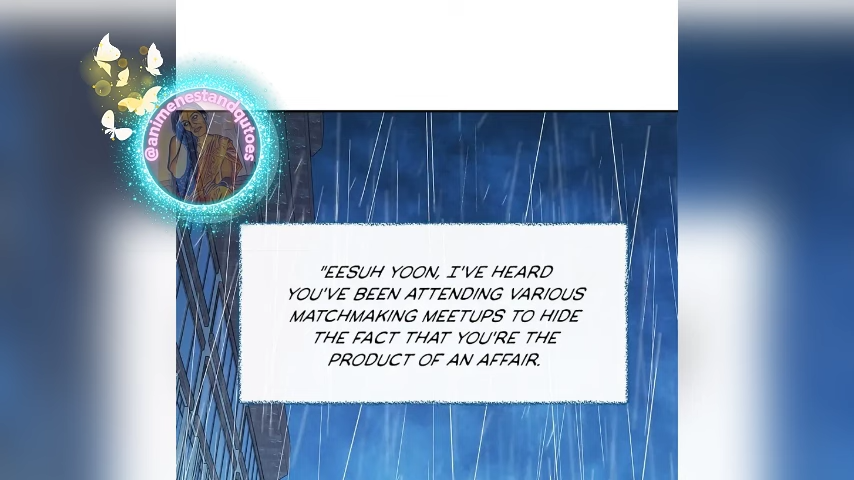 @animenestandqutoes
"EESUH YOON, I'VE HEARD
YOU'VE BEEN ATTENDING VARIOUS
MATCHMAKING MEETUPS TO HIDE
THE FACT THAT YOU'RE THE
PRODUCT OF AN AFFAIR.